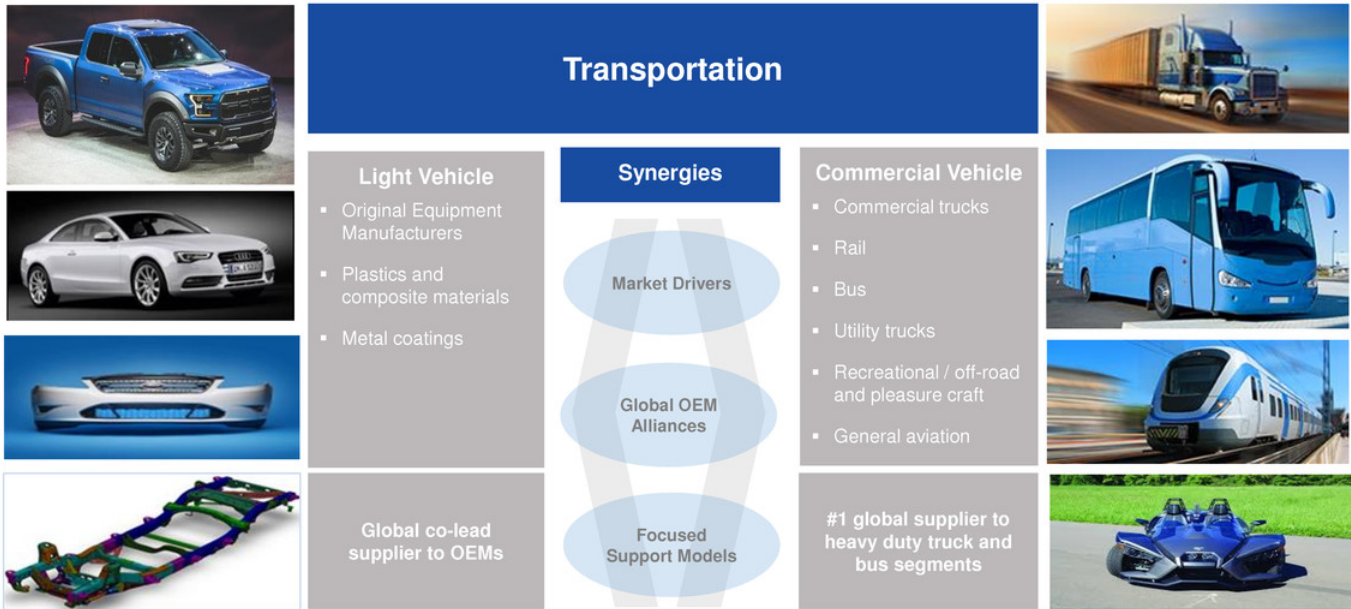 Transportation
Light Vehicle
▪ Original Equipment
Manufacturers
▪ Plastics and
composite materials
▪ Metal coatings
Global co-lead
supplier to OEMs
Synergies
Market Drivers
Global OEM
Alliances
Focused
Support Models
Commercial Vehicle
▪ Commercial trucks
▪ Rail
▪ Bus
▪ Utility trucks
▪ Recreational / off-road
and pleasure craft
▪ General aviation
#1 global supplier to
heavy duty truck and
bus segments